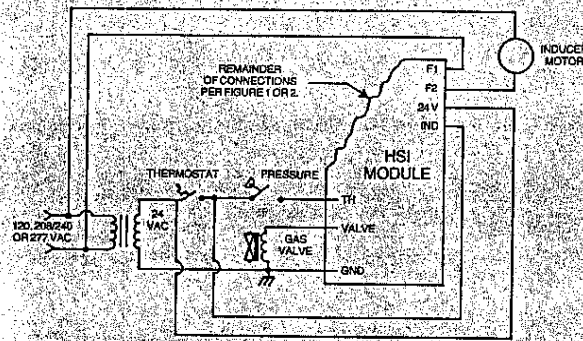 INDUCER
MOTOR
F1
F2
24 V
IND
REMAINDER
OF CONNECTIONS
PER FIGURE 1 OR 2.
HSI
MODULE
THERMOSTAT
PRESSURE
TH
120, 208/240
OR 277 VAC
24
VAC
VALVE
GAS
VALVE
GND